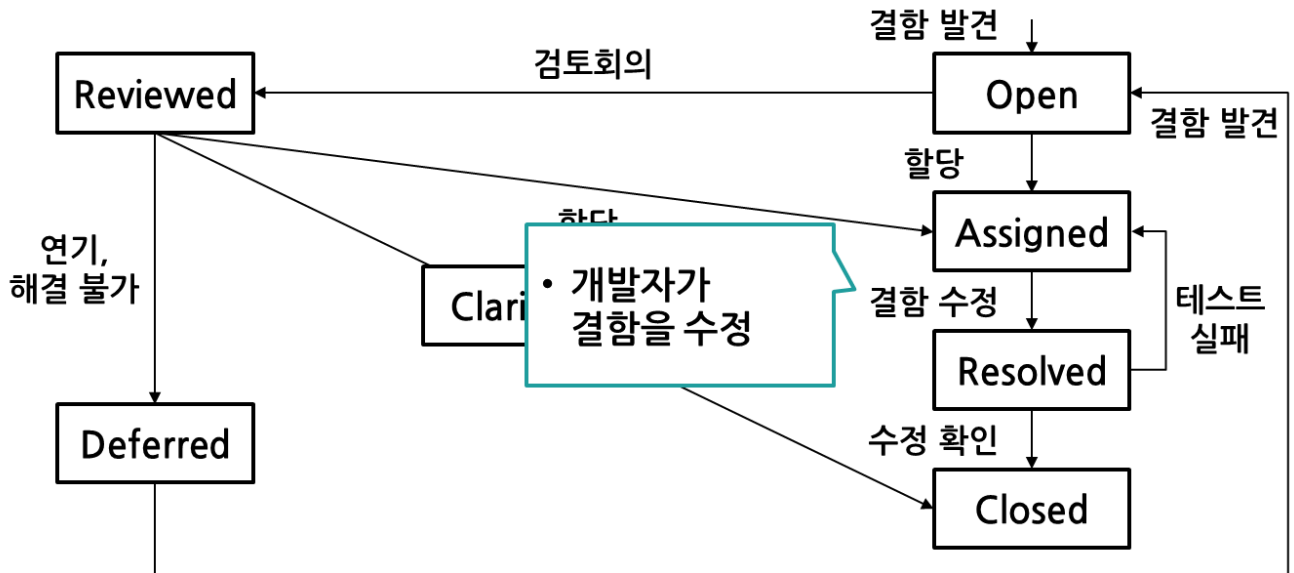 결함 발견
Reviewed
검토회의
Open
결함 발견
할당
Assigned
연기,
해결 불가
• 개발자가
결함을 수정
결함 수정
테스트
실패
Resolved
Deferred
수정 확인
Closed